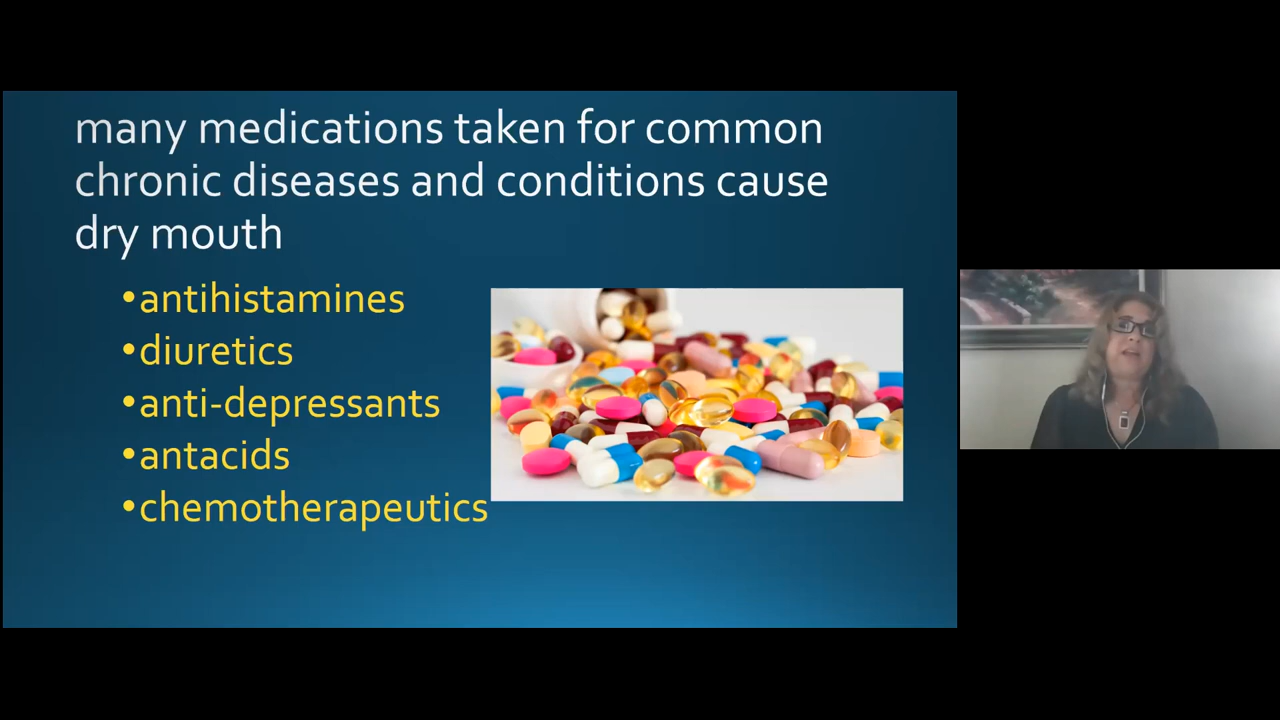 many medications taken for common
chronic diseases and conditions cause
dry mouth
•antihistamines
•diuretics
•anti-depressants
•antacids
•chemotherapeutics